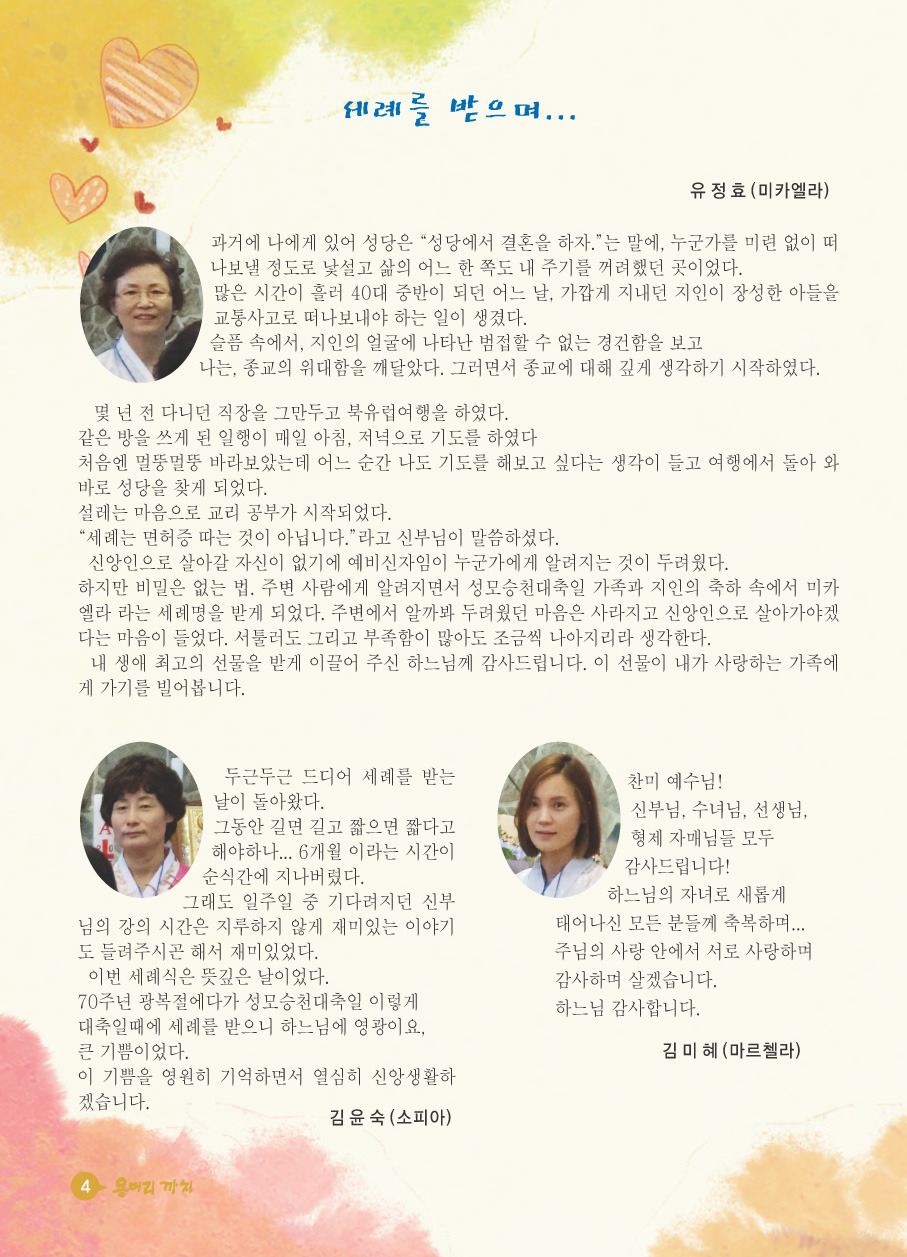 세례를 받으며...
유 정 효 (미카엘라)
과거에 나에게 있어 성당은 “성당에서 결혼을 하자.”는 말에, 누군가를 미련 없이 떠
나보낼 정도로 낯설고 삶의 어느 한 쪽도 내 주기를 꺼려했던 곳이었다.
많은 시간이 흘러 40대 중반이 되던 어느 날, 가깝게 지내던 지인이 장성한 아들을
교통사고로 떠나보내야 하는 일이 생겼다.
슬픔 속에서, 지인의 얼굴에 나타난 범접할 수 없는 경건함을 보고
나는, 종교의 위대함을 깨달았다. 그러면서 종교에 대해 깊게 생각하기 시작하였다.
몇 년 전 다니던 직장을 그만두고 북유럽여행을 하였다.
같은 방을 쓰게 된 일행이 매일 아침, 저녁으로 기도를 하였다
처음엔 멀뚱멀뚱 바라보았는데 어느 순간 나도 기도를 해보고 싶다는 생각이 들고 여행에서 돌아 와
바로 성당을 찾게 되었다.
설레는 마음으로 교리 공부가 시작되었다.
“세례는 면허증 따는 것이 아닙니다.”라고 신부님이 말씀하셨다.
신앙인으로 살아갈 자신이 없기에 예비신자임이 누군가에게 알려지는 것이 두려웠다.
하지만 비밀은 없는 법. 주변 사람에게 알려지면서 성모승천대축일 가족과 지인의 축하 속에서 미카
엘라 라는 세례명을 받게 되었다. 주변에서 알까봐 두려웠던 마음은 사라지고 신앙인으로 살아가야겠
다는 마음이 들었다. 서툴러도 그리고 부족함이 많아도 조금씩 나아지리라 생각한다.
내 생애 최고의 선물을 받게 이끌어 주신 하느님께 감사드립니다. 이 선물이 내가 사랑하는 가족에
게 가기를 빌어봅니다.
두근두근 드디어 세례를 받는
날이 돌아왔다.
그동안 길면 길고 짧으면 짧다고
해야하나... 6개월 이라는 시간이
순식간에 지나버렸다.
그래도 일주일 중 기다려지던 신부
님의 강의 시간은 지루하지 않게 재미있는 이야기
도 들려주시곤 해서 재미있었다.
이번 세례식은 뜻깊은 날이었다.
70주년 광복절에다가 성모승천대축일 이렇게
대축일때에 세례를 받으니 하느님에 영광이요,
큰 기쁨이었다.
이 기쁨을 영원히 기억하면서 열심히 신앙생활하
겠습니다.
김 윤 숙 (소피아)
찬미 예수님!
신부님, 수녀님, 선생님,
형제 자매님들 모두
감사드립니다!
하느님의 자녀로 새롭게
태어나신 모든 분들께 축복하며...
주님의 사랑 안에서 서로 사랑하며
감사하며 살겠습니다.
하느님 감사합니다.
김 미 혜 (마르첼라)
4 용머리 까치